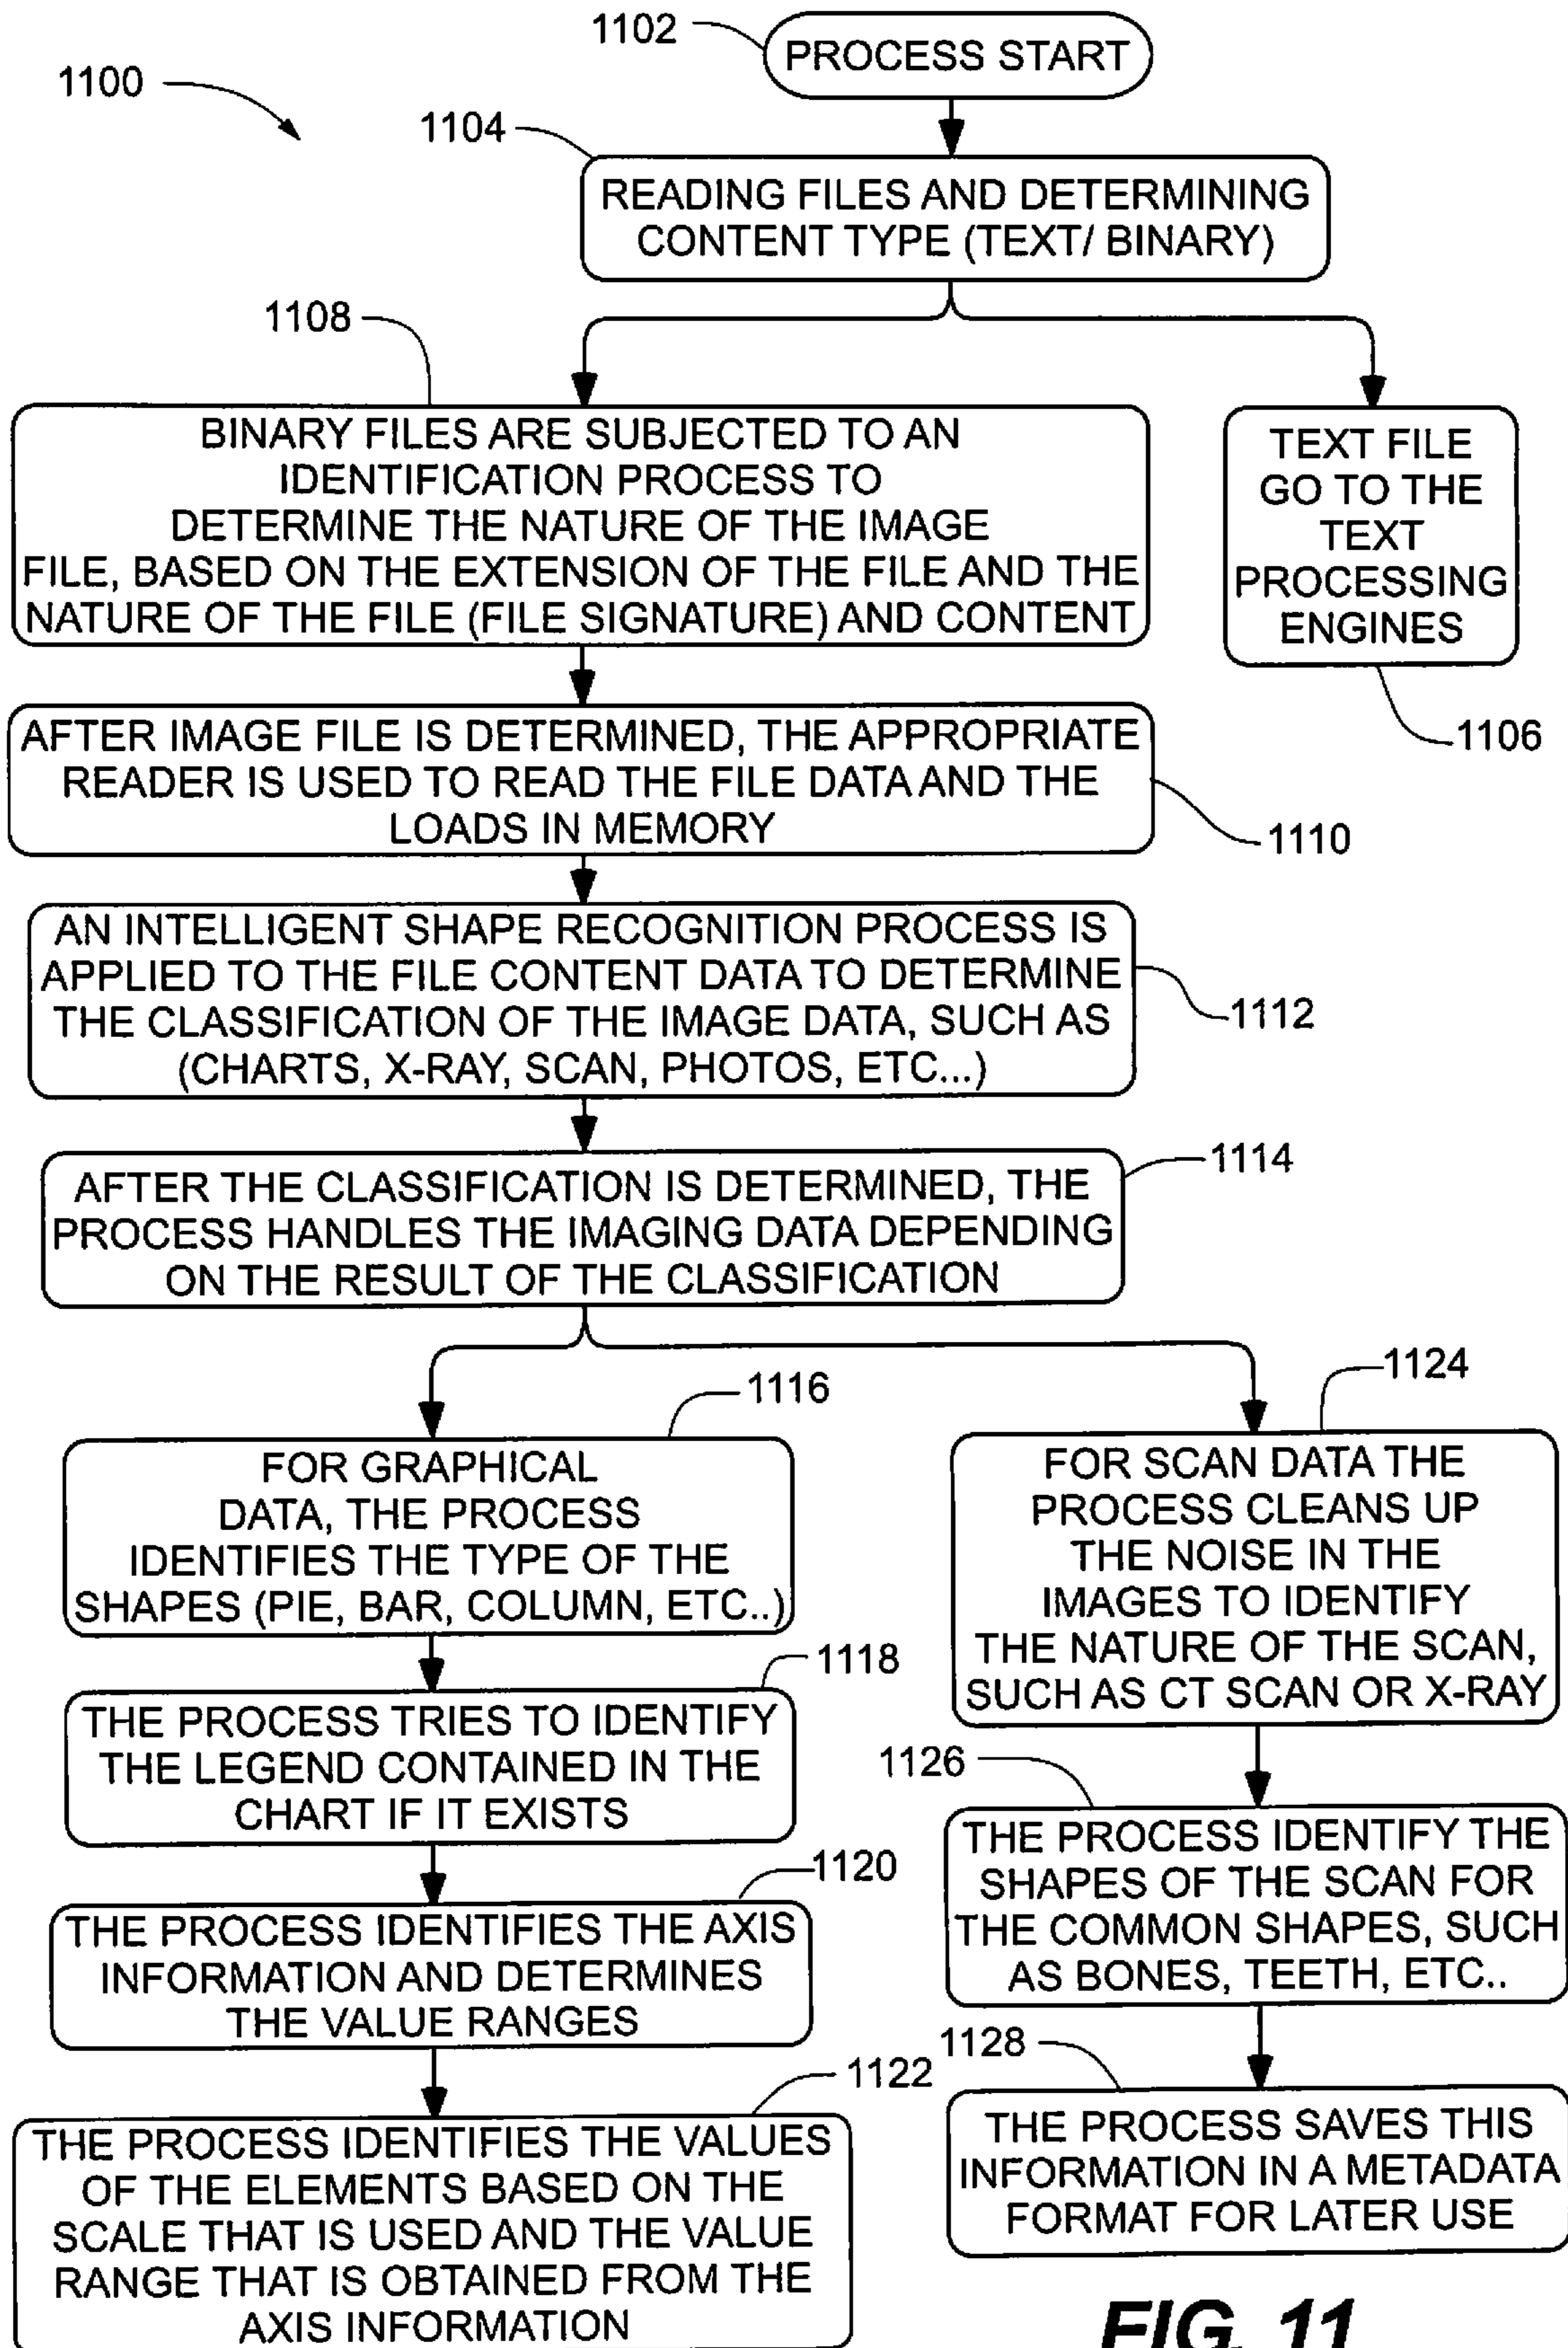 1102
PROCESS START
1100
1104
READING FILES AND DETERMINING
CONTENT TYPE (TEXT/ BINARY)
1108
BINARY FILES ARE SUBJECTED TO AN
IDENTIFICATION PROCESS TO
DETERMINE THE NATURE OF THE IMAGE
FILE, BASED ON THE EXTENSION OF THE FILE AND THE
NATURE OF THE FILE (FILE SIGNATURE) AND CONTENT
TEXT FILE
GO TO THE
TEXT
PROCESSING
ENGINES
1106
AFTER IMAGE FILE IS DETERMINED, THE APPROPRIATE
READER IS USED TO READ THE FILE DATA AND THE
LOADS IN MEMORY
1110
AN INTELLIGENT SHAPE RECOGNITION PROCESS IS
APPLIED TO THE FILE CONTENT DATA TO DETERMINE
THE CLASSIFICATION OF THE IMAGE DATA, SUCH AS
(CHARTS, X-RAY, SCAN, PHOTOS, ETC...)
1112
AFTER THE CLASSIFICATION IS DETERMINED, THE
PROCESS HANDLES THE IMAGING DATA DEPENDING
ON THE RESULT OF THE CLASSIFICATION
1114
1116
FOR GRAPHICAL
DATA, THE PROCESS
IDENTIFIES THE TYPE OF THE
SHAPES (PIE, BAR, COLUMN, ETC..)
1118
THE PROCESS TRIES TO IDENTIFY
THE LEGEND CONTAINED IN THE
CHART IF IT EXISTS
1120
THE PROCESS IDENTIFIES THE AXIS
INFORMATION AND DETERMINES
THE VALUE RANGES
1122
THE PROCESS IDENTIFIES THE VALUES
OF THE ELEMENTS BASED ON THE
SCALE THAT IS USED AND THE VALUE
RANGE THAT IS OBTAINED FROM THE
AXIS INFORMATION
1124
FOR SCAN DATA THE
PROCESS CLEANS UP
THE NOISE IN THE
IMAGES TO IDENTIFY
THE NATURE OF THE SCAN,
SUCH AS CT SCAN OR X-RAY
1126
THE PROCESS IDENTIFY THE
SHAPES OF THE SCAN FOR
THE COMMON SHAPES, SUCH
AS BONES, TEETH, ETC..
1128
THE PROCESS SAVES THIS
INFORMATION IN A METADATA
FORMAT FOR LATER USE
FIG. 11